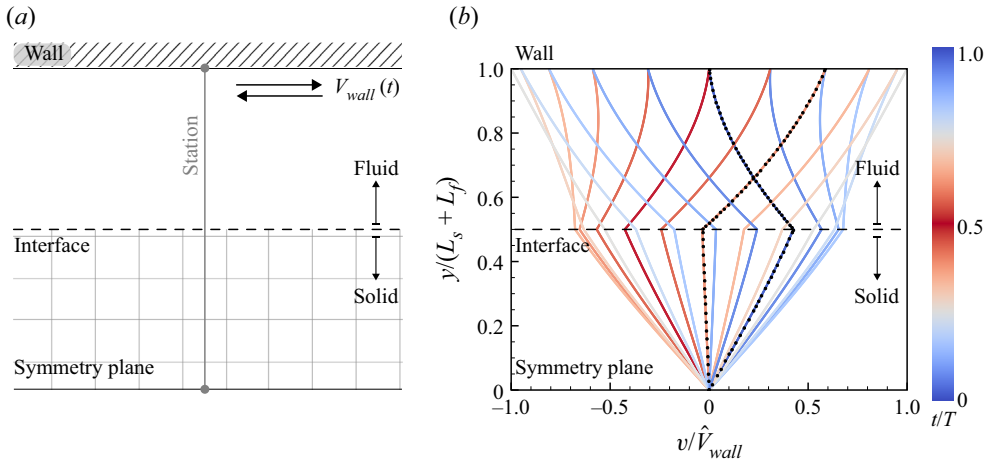 (a)
Wall
V_wall (t)
Station
Fluid
Interface
Solid
Symmetry plane
(b)
Wall
1.0
0.8
0.6
0.4
0.2
0
y/(L_s + L_f)
Fluid
Interface
Solid
Symmetry plane
–1.0 –0.5 0 0.5 1.0
v/V̂_wall
1.0
0.5
0
t/T